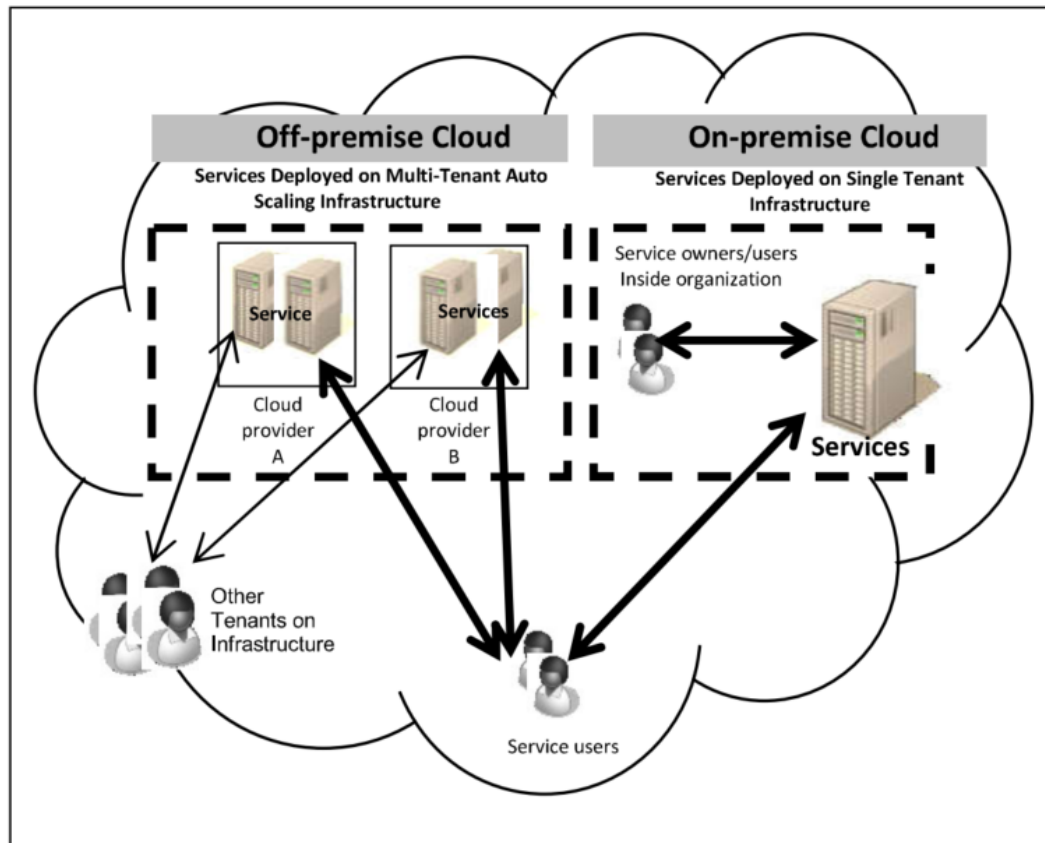 Off-premise Cloud
Services Deployed on Multi-Tenant Auto
Scaling Infrastructure
Service
Services
Cloud
provider
A
Cloud
provider
B
On-premise Cloud
Services Deployed on Single Tenant
Infrastructure
Service owners/users
Inside organization
Services
Other
Tenants on
Infrastructure
Service users